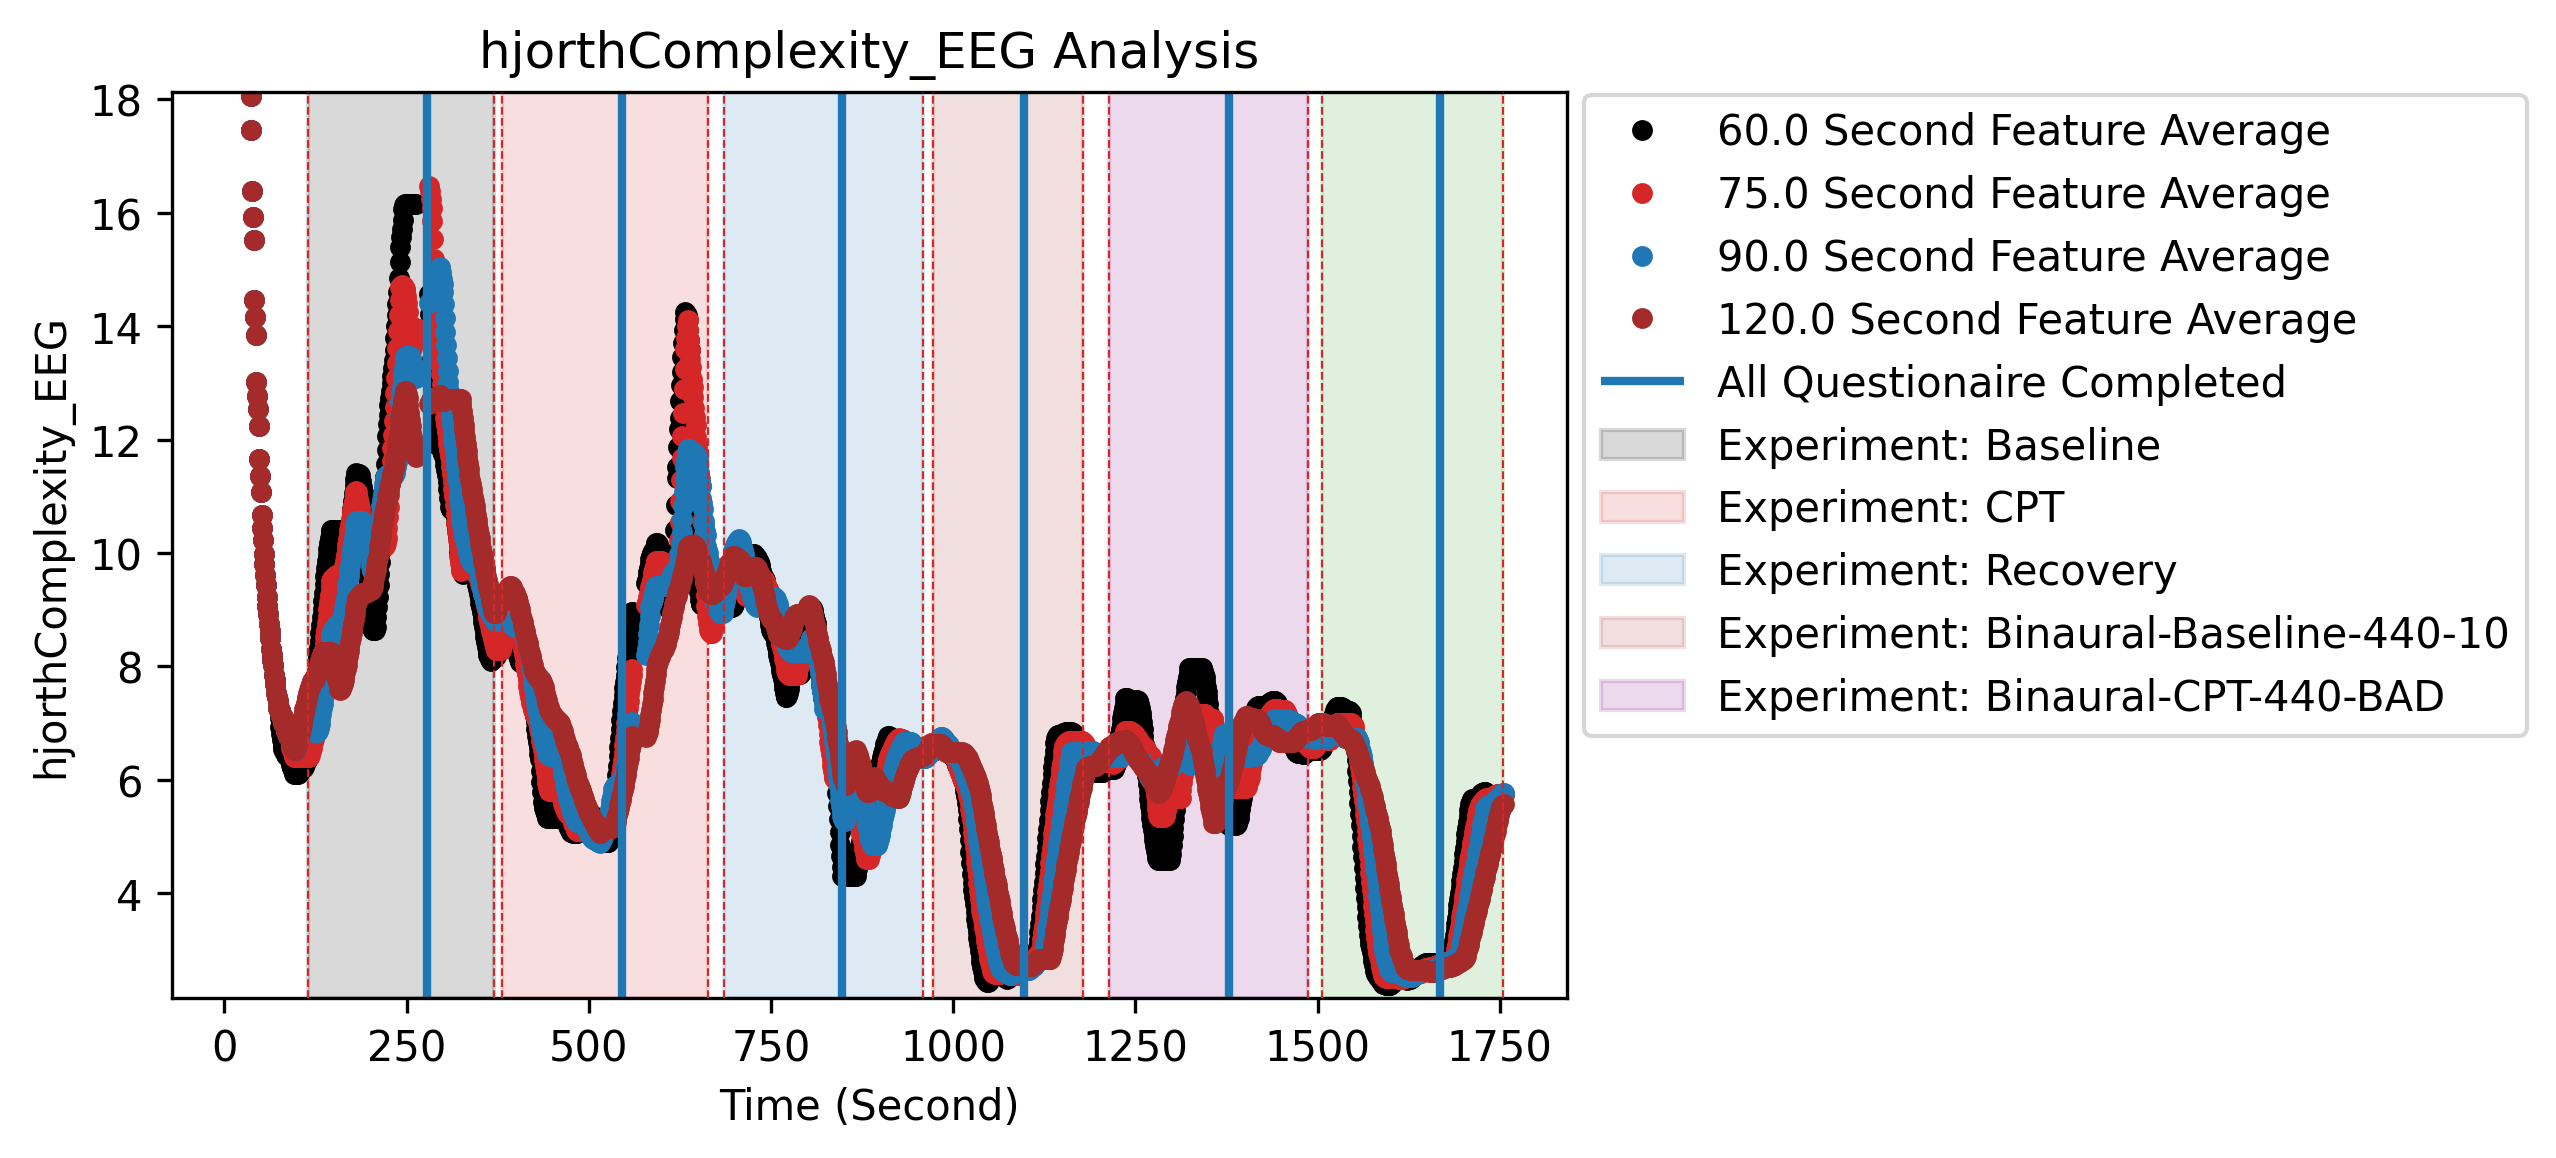 hjorthComplexity_EEG Analysis
hjorthComplexity_EEG
18
16
14
12
10
8
6
4
0
250
500
750
1000
1250
1500
1750
Time (Second)
60.0 Second Feature Average
75.0 Second Feature Average
90.0 Second Feature Average
120.0 Second Feature Average
All Questionaire Completed
Experiment: Baseline
Experiment: CPT
Experiment: Recovery
Experiment: Binaural-Baseline-440-10
Experiment: Binaural-CPT-440-BAD